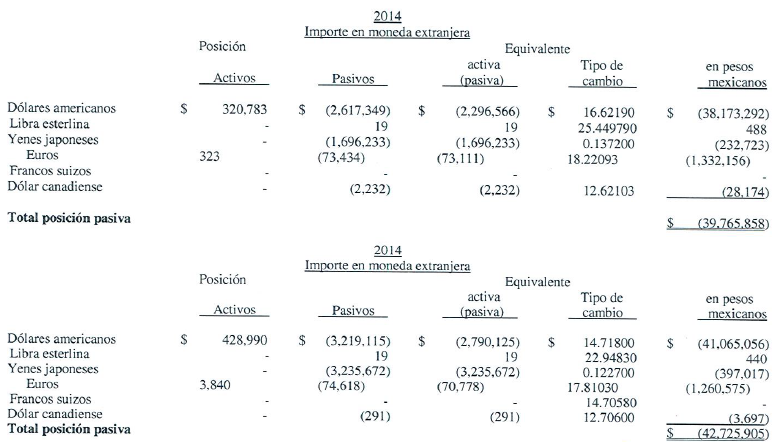 2014
Importe en moneda extranjera
Posición Equivalente
activa Tipo de en pesos
Activos Pasivos (pasiva) cambio mexicanos
Dólares americanos $ 320,783 $ (2,617,349) $ (2,296,566) $ 16.62190 $ (38,173,292)
Libra esterlina - 19 19 25.449790 488
Yenes japoneses - (1,696,233) (1,696,233) 0.137200 (232,723)
Euros 323 (73,434) (73,111) 18.22093 (1,332,156)
Francos suizos - - - -
Dólar canadiense - (2,232) (2,232) 12.62103 (28,174)
Total posición pasiva $ (39,765,858)
2014
Importe en moneda extranjera
Posición Equivalente
activa Tipo de en pesos
Activos Pasivos (pasiva) cambio mexicanos
Dólares americanos $ 428,990 $ (3,219,115) $ (2,790,125) $ 14.71800 $ (41,065,056)
Libra esterlina - 19 19 22.94830 440
Yenes japoneses - (3,235,672) (3,235,672) 0.122700 (397,017)
Euros 3,840 (74,618) (70,778) 17.81030 (1,260,575)
Francos suizos - - - 14.70580 -
Dólar canadiense - (291) (291) 12.70600 (3,697)
Total posición pasiva $ (42,725,905)